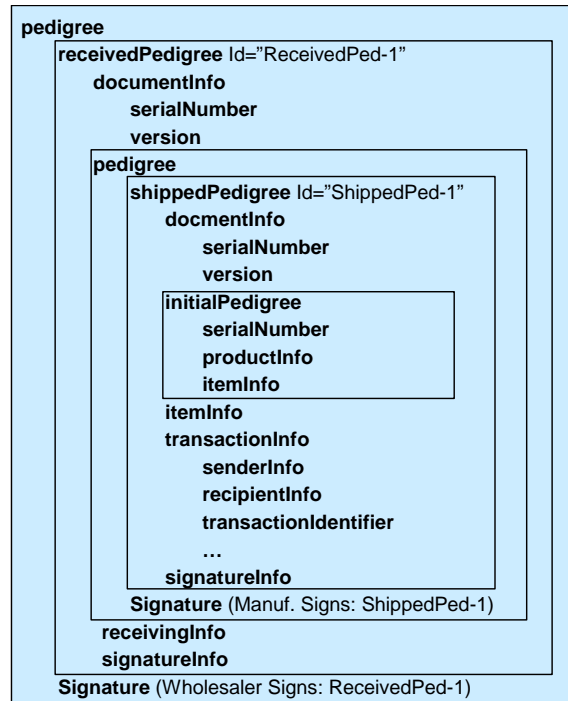 pedigree
receivedPedigree Id=”ReceivedPed-1”
documentInfo
serialNumber
version
pedigree
shippedPedigree Id=”ShippedPed-1”
docmentInfo
serialNumber
version
initialPedigree
serialNumber
productInfo
itemInfo
itemInfo
transactionInfo
senderInfo
recipientInfo
transactionIdentifier
…
signatureInfo
Signature (Manuf. Signs: ShippedPed-1)
receivingInfo
signatureInfo
Signature (Wholesaler Signs: ReceivedPed-1)